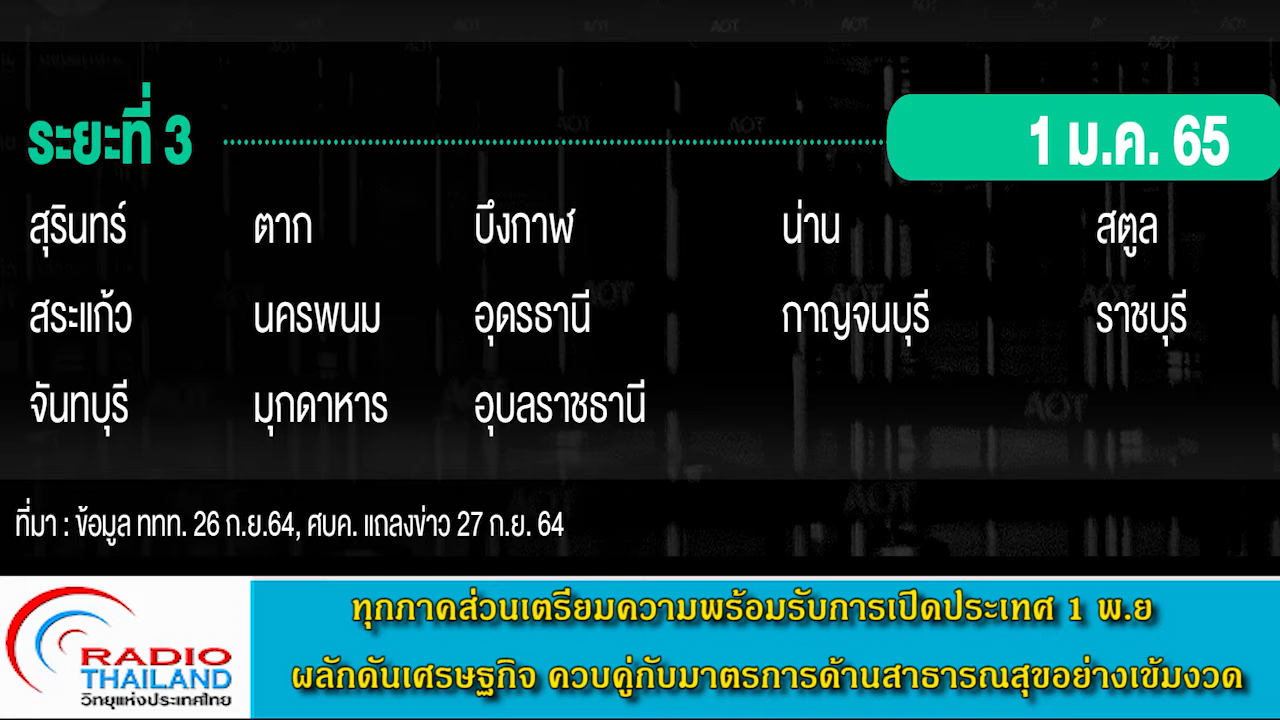 ระยะที่ 3 1 ม.ค. 65
สุรินทร์ ตาก บึงกาฬ น่าน สตูล
สระแก้ว นครพนม อุดรธานี กาญจนบุรี ราชบุรี
จันทบุรี มุกดาหาร อุบลราชธานี
ที่มา : ข้อมูล ททท. 26 ก.ย.64, ศบค. แถลงข่าว 27 ก.ย. 64
ทุกภาคส่วนเตรียมความพร้อมรับการเปิดประเทศ 1 พ.ย
ผลักดันเศรษฐกิจ ควบคู่กับมาตรการด้านสาธารณสุขอย่างเข้มงวด
RADIO
THAILAND
วิทยุแห่งประเทศไทย